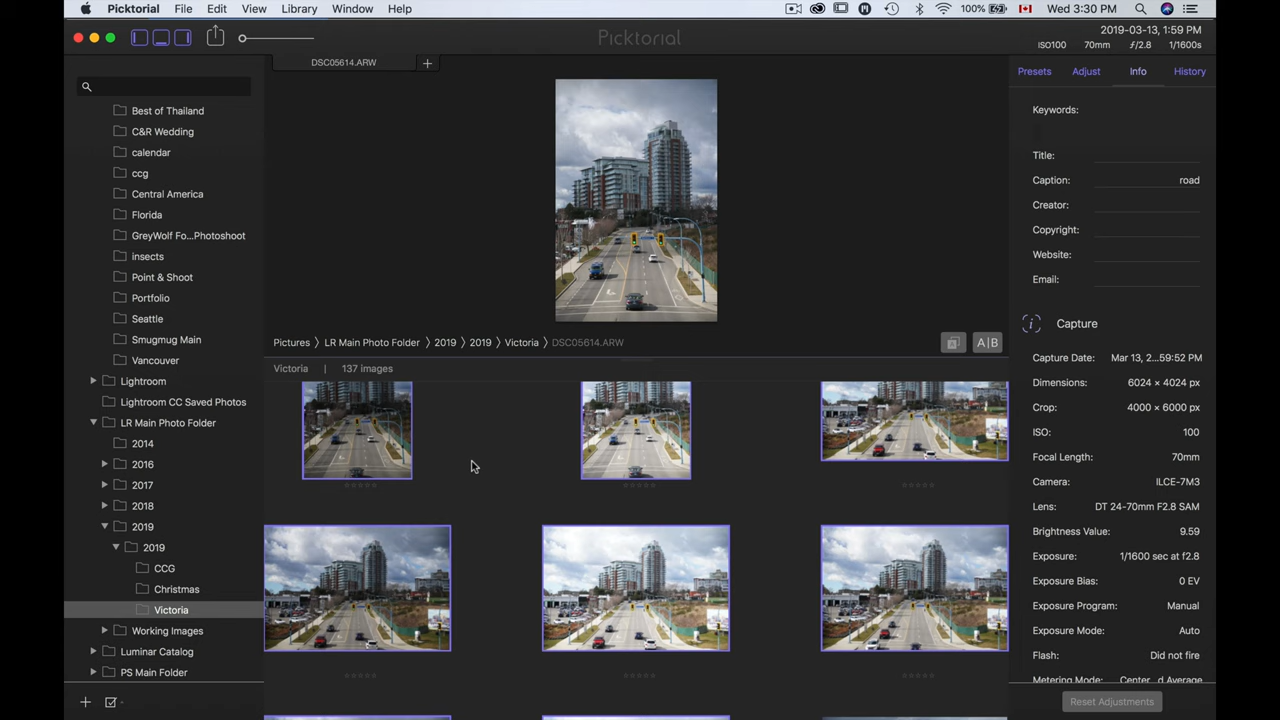 Picktorial File Edit View Library Window Help 100% Wed 3:30 PM
Picktorial
2019-03-13, 1:59 PM
ISO100 70mm ƒ/2.8 1/1600s
DSC05614.ARW
Presets Adjust Info History
Best of Thailand
C&R Wedding
calendar
ccg
Central America
Florida
GreyWolf Fo...Photoshoot
insects
Point & Shoot
Portfolio
Seattle
Smugmug Main
Vancouver
Lightroom
Lightroom CC Saved Photos
LR Main Photo Folder
2014
2016
2017
2018
2019
2019
CCG
Christmas
Victoria
Working Images
Luminar Catalog
PS Main Folder
Pictures 〉 LR Main Photo Folder 〉 2019 〉 2019 〉 Victoria 〉 DSC05614.ARW
A|B
Victoria | 137 images
Keywords:
Title:
Caption: road
Creator:
Copyright:
Website:
Email:
Capture
Capture Date: Mar 13, 2...59:52 PM
Dimensions: 6024 × 4024 px
Crop: 4000 × 6000 px
ISO: 100
Focal Length: 70mm
Camera: ILCE-7M3
Lens: DT 24-70mm F2.8 SAM
Brightness Value: 9.59
Exposure: 1/1600 sec at f2.8
Exposure Bias: 0 EV
Exposure Program: Manual
Exposure Mode: Auto
Flash: Did not fire
Metering Mode: Center...d Average
Reset Adjustments